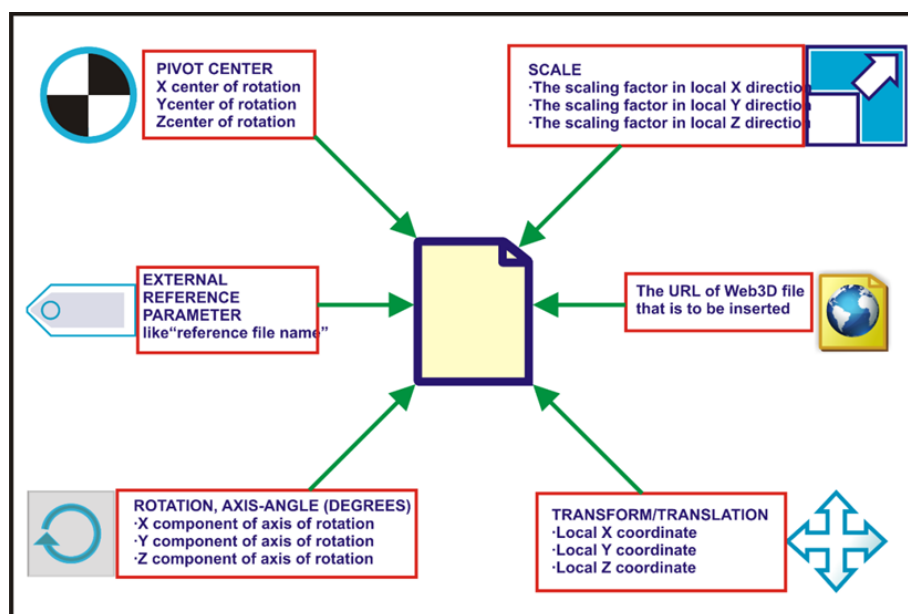 PIVOT CENTER
X center of rotation
Ycenter of rotation
Zcenter of rotation
SCALE
·The scaling factor in local X direction
·The scaling factor in local Y direction
·The scaling factor in local Z direction
EXTERNAL
REFERENCE
PARAMETER
like“reference file name”
The URL of Web3D file
that is to be inserted
ROTATION, AXIS-ANGLE (DEGREES)
·X component of axis of rotation
·Y component of axis of rotation
·Z component of axis of rotation
TRANSFORM/TRANSLATION
·Local X coordinate
·Local Y coordinate
·Local Z coordinate